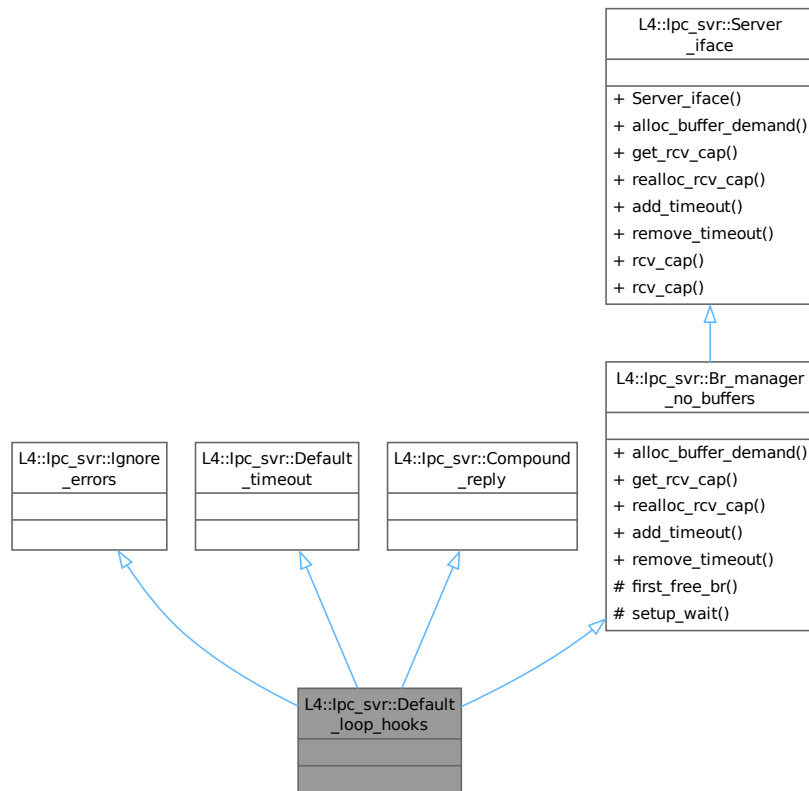 L4::Ipc_svr::Server
_iface
+ Server_iface()
+ alloc_buffer_demand()
+ get_rcv_cap()
+ realloc_rcv_cap()
+ add_timeout()
+ remove_timeout()
+ rcv_cap()
+ rcv_cap()
L4::Ipc_svr::Br_manager
_no_buffers
+ alloc_buffer_demand()
+ get_rcv_cap()
+ realloc_rcv_cap()
+ add_timeout()
+ remove_timeout()
# first_free_br()
# setup_wait()
L4::Ipc_svr::Ignore
_errors
L4::Ipc_svr::Default
_timeout
L4::Ipc_svr::Compound
_reply
L4::Ipc_svr::Default
_loop_hooks